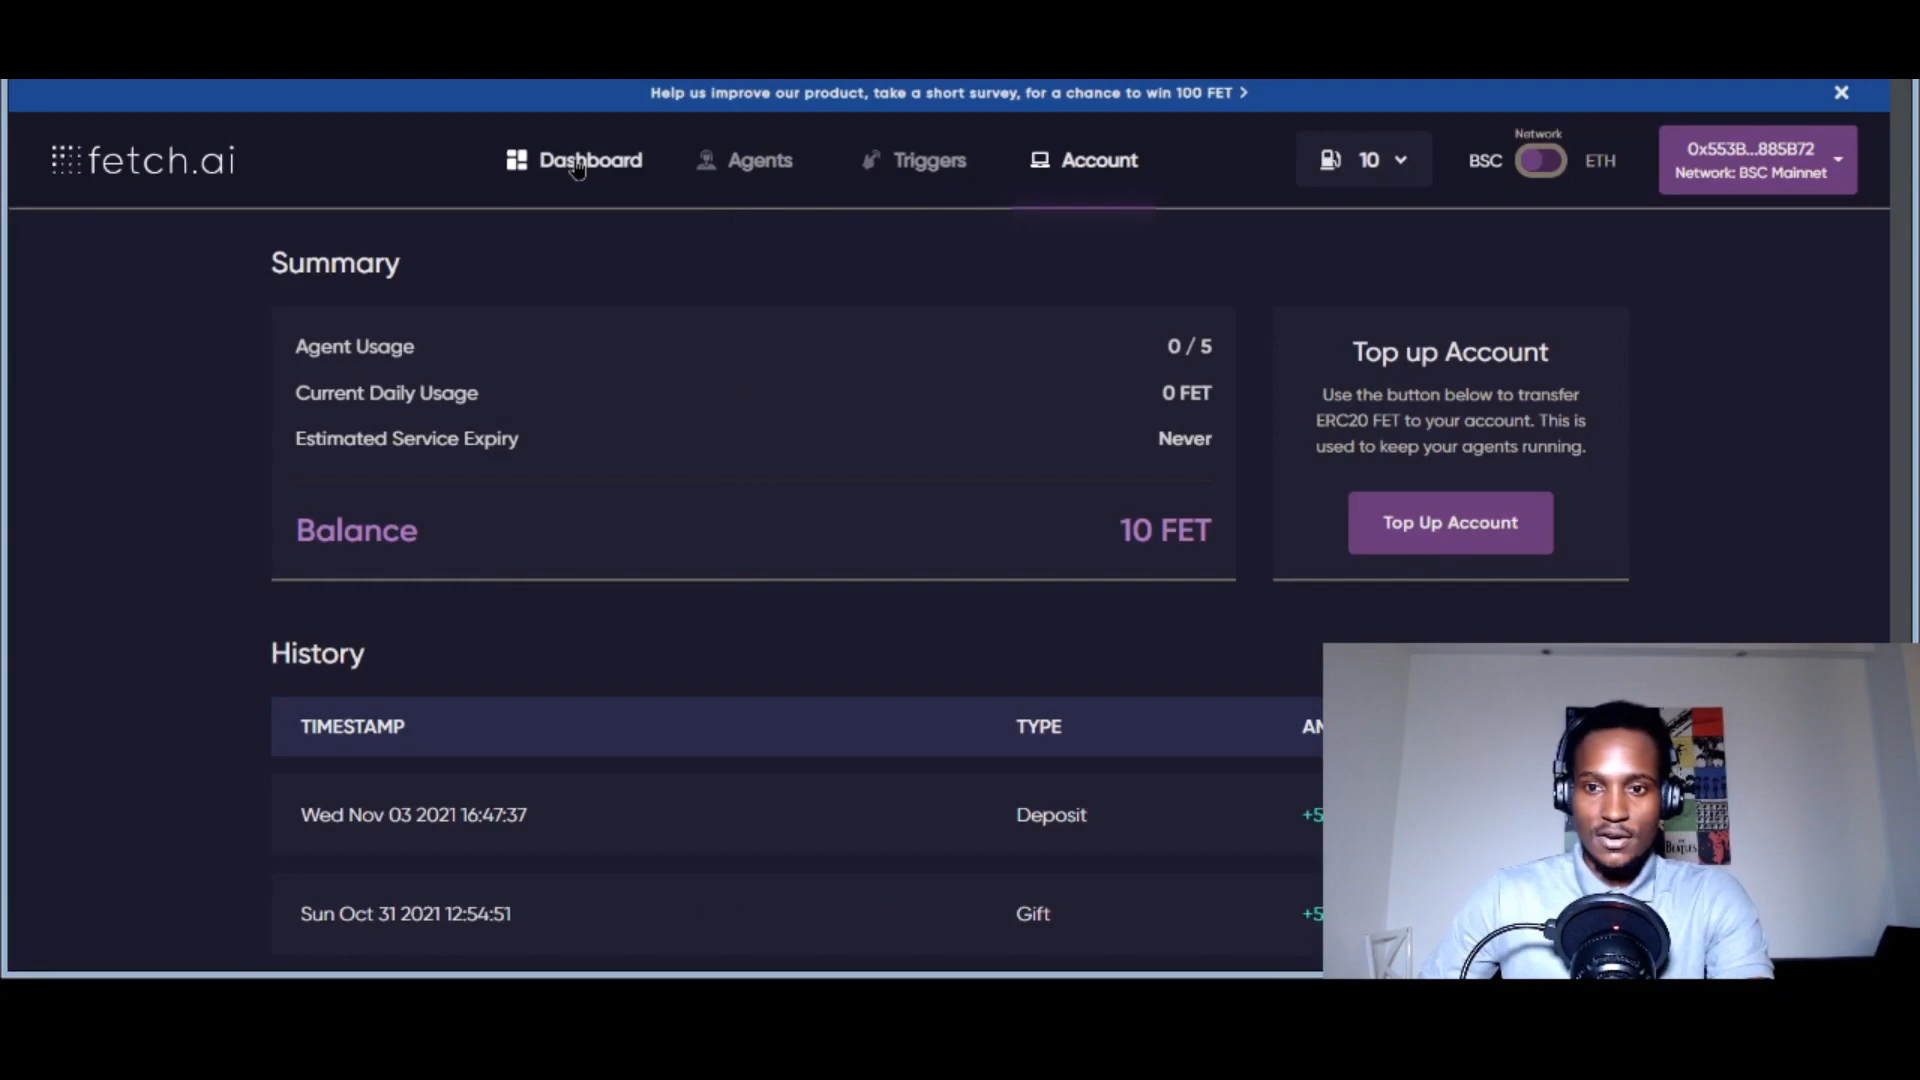 Help us improve our product, take a short survey, for a chance to win 100 FET >
fetch.ai
Dashboard
Agents
Triggers
Account
10
Network
BSC
ETH
0x553B...885B72
Network: BSC Mainnet
Summary
Agent Usage
0 / 5
Current Daily Usage
0 FET
Estimated Service Expiry
Never
Balance
10 FET
Top up Account
Use the button below to transfer
ERC20 FET to your account. This is
used to keep your agents running.
Top Up Account
History
TIMESTAMP
TYPE
AM
Wed Nov 03 2021 16:47:37
Deposit
+5
Sun Oct 31 2021 12:54:51
Gift
+5
BEATLES